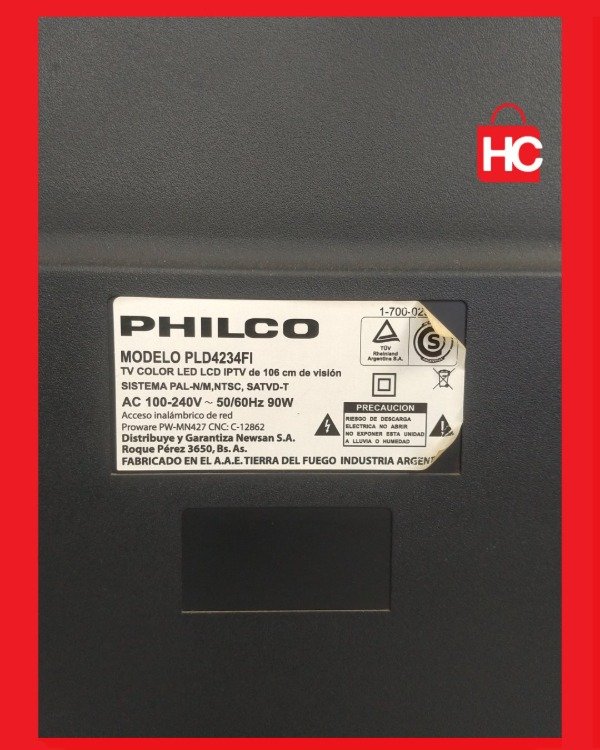 HC
PHILCO
1-700-02
MODELO PLD4234FI
TV COLOR LED LCD IPTV de 106 cm de visión
SISTEMA PAL-N/M,NTSC, SATVD-T
AC 100-240V ~ 50/60Hz 90W
Acceso inalámbrico de red
Proware PW-MN427 CNC: C-12862
Distribuye y Garantiza Newsan S.A.
Roque Pérez 3650, Bs. As.
FABRICADO EN EL A.A.E. TIERRA DEL FUEGO INDUSTRIA ARGEN
TÜV
Rheinland
Argentina S.A.
S
PRECAUCION
RIESGO DE DESCARGA
ELECTRICA NO ABRIR
NO EXPONER ESTA UNIDAD
A LLUVIA O HUMEDAD